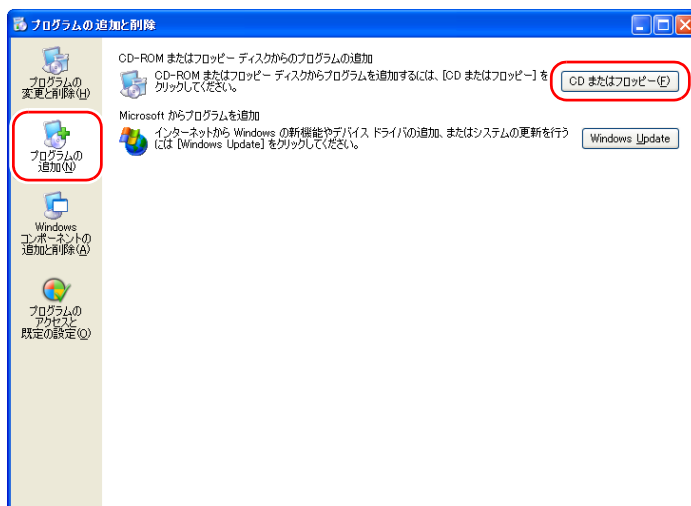 プログラムの追加と削除
プログラムの
変更と削除(H)
プログラムの
追加(N)
Windows
コンポーネントの
追加と削除(A)
プログラムの
アクセスと
既定の設定(O)
CD-ROM またはフロッピー ディスクからのプログラムの追加
CD-ROM またはフロッピー ディスクからプログラムを追加するには、[CD またはフロッピー] を
クリックしてください。
CD またはフロッピー(F)
Microsoft からプログラムを追加
インターネットから Windows の新機能やデバイス ドライバの追加、またはシステムの更新を行う
には [Windows Update] をクリックしてください。
Windows Update